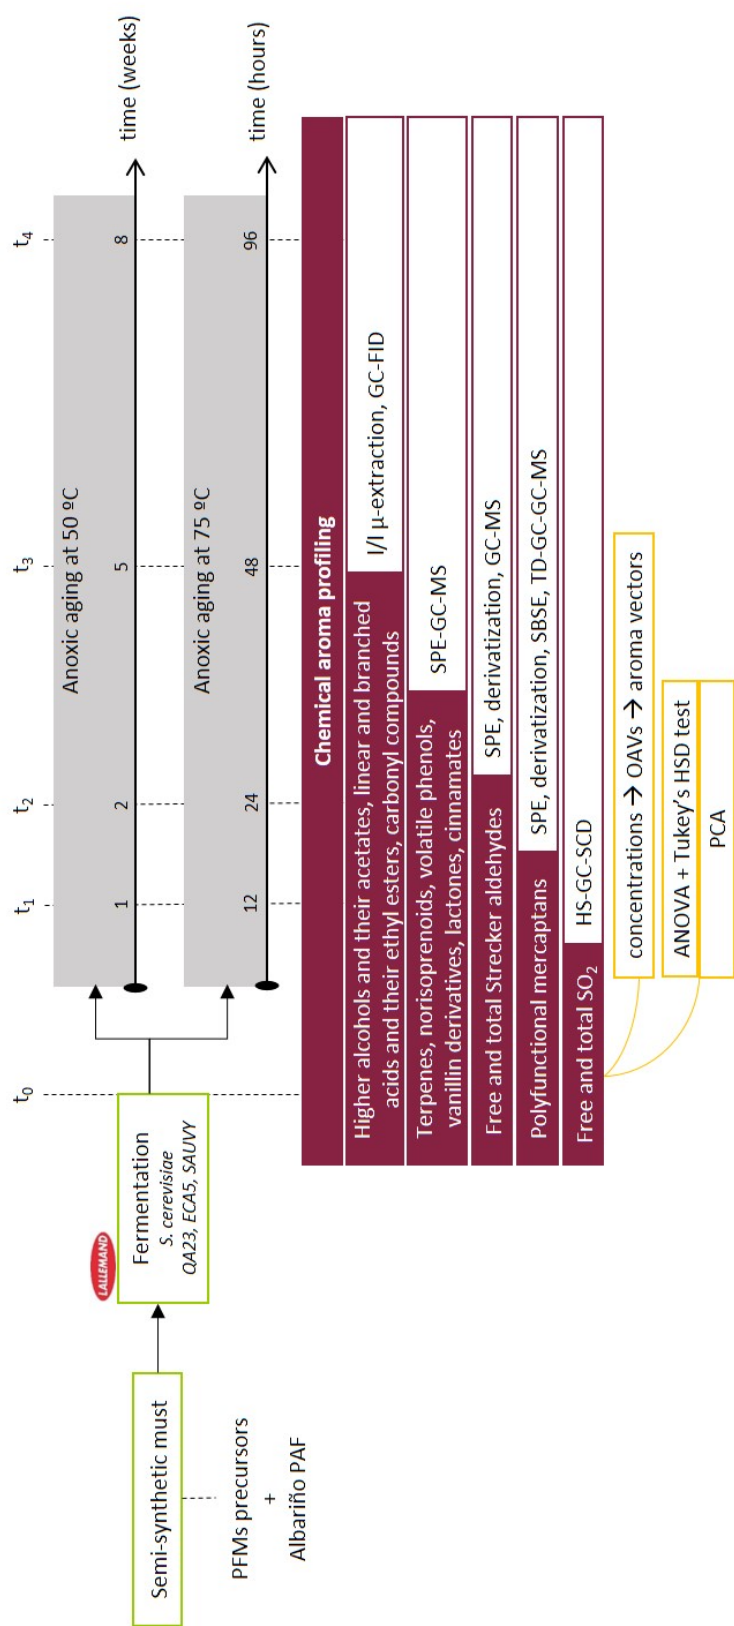 Semi-synthetic must
PFMs precursors
+
Albariño PAF
LALLEMAND
Fermentation
S. cerevisiae
QA23, ECA5, SAUVY
t0
t1
t2
t3
t4
Anoxic aging at 50 ºC
1
2
5
8
time (weeks)
Anoxic aging at 75 ºC
12
24
48
96
time (hours)
Chemical aroma profiling
Higher alcohols and their acetates, linear and branched
acids and their ethyl esters, carbonyl compounds
l/l µ-extraction, GC-FID
Terpenes, norisoprenoids, volatile phenols,
vanillin derivatives, lactones, cinnamates
SPE-GC-MS
Free and total Strecker aldehydes
SPE, derivatization, GC-MS
Polyfunctional mercaptans
SPE, derivatization, SBSE, TD-GC-GC-MS
Free and total SO2
HS-GC-SCD
concentrations → OAVs → aroma vectors
ANOVA + Tukey's HSD test
PCA